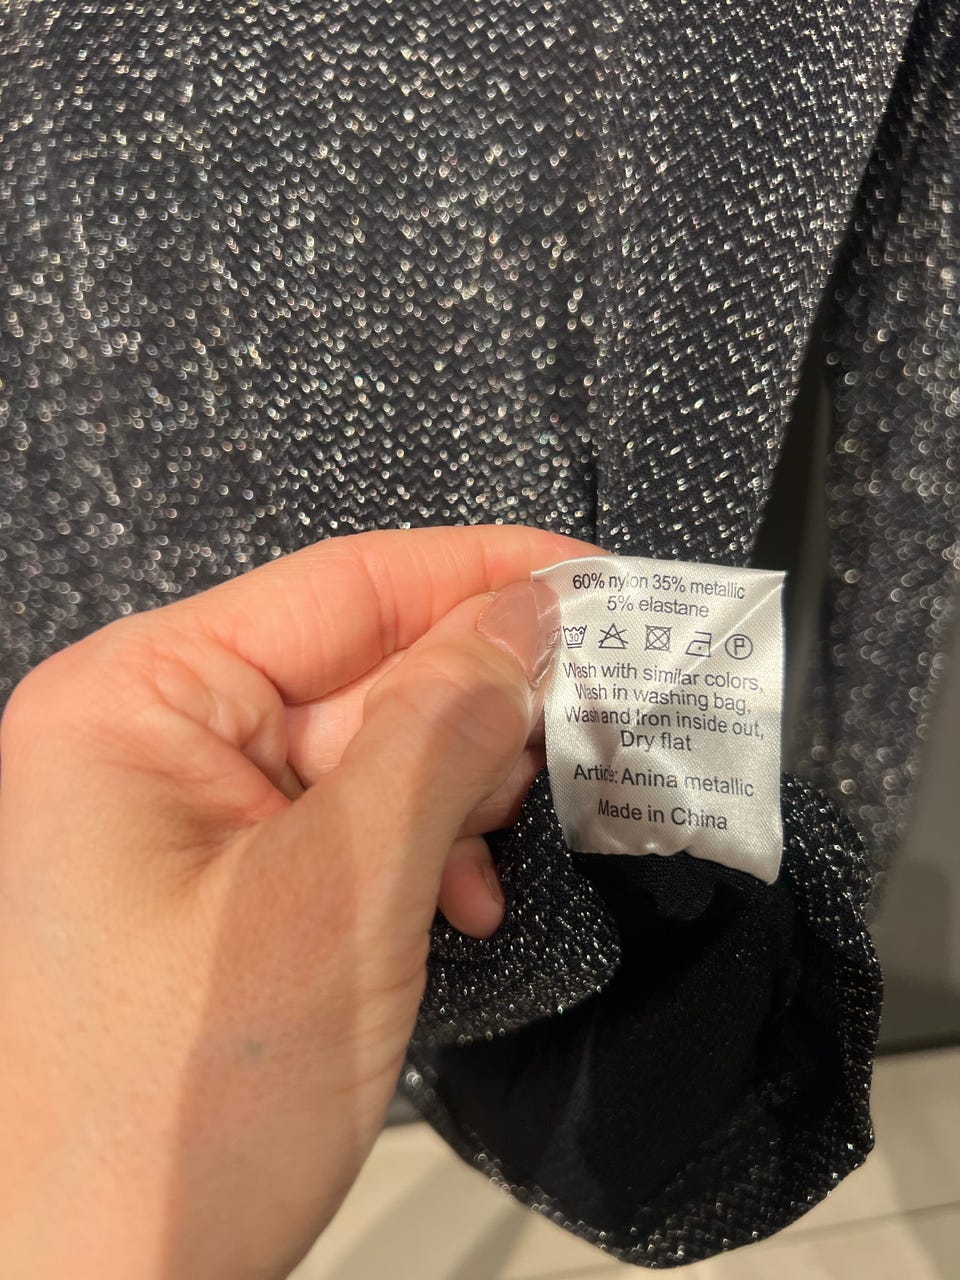 60% nylon 35% metallic
5% elastane
30°
P
Wash with similar colors,
Wash in washing bag,
Wash and Iron inside out,
Dry flat
Article: Anina metallic
Made in China